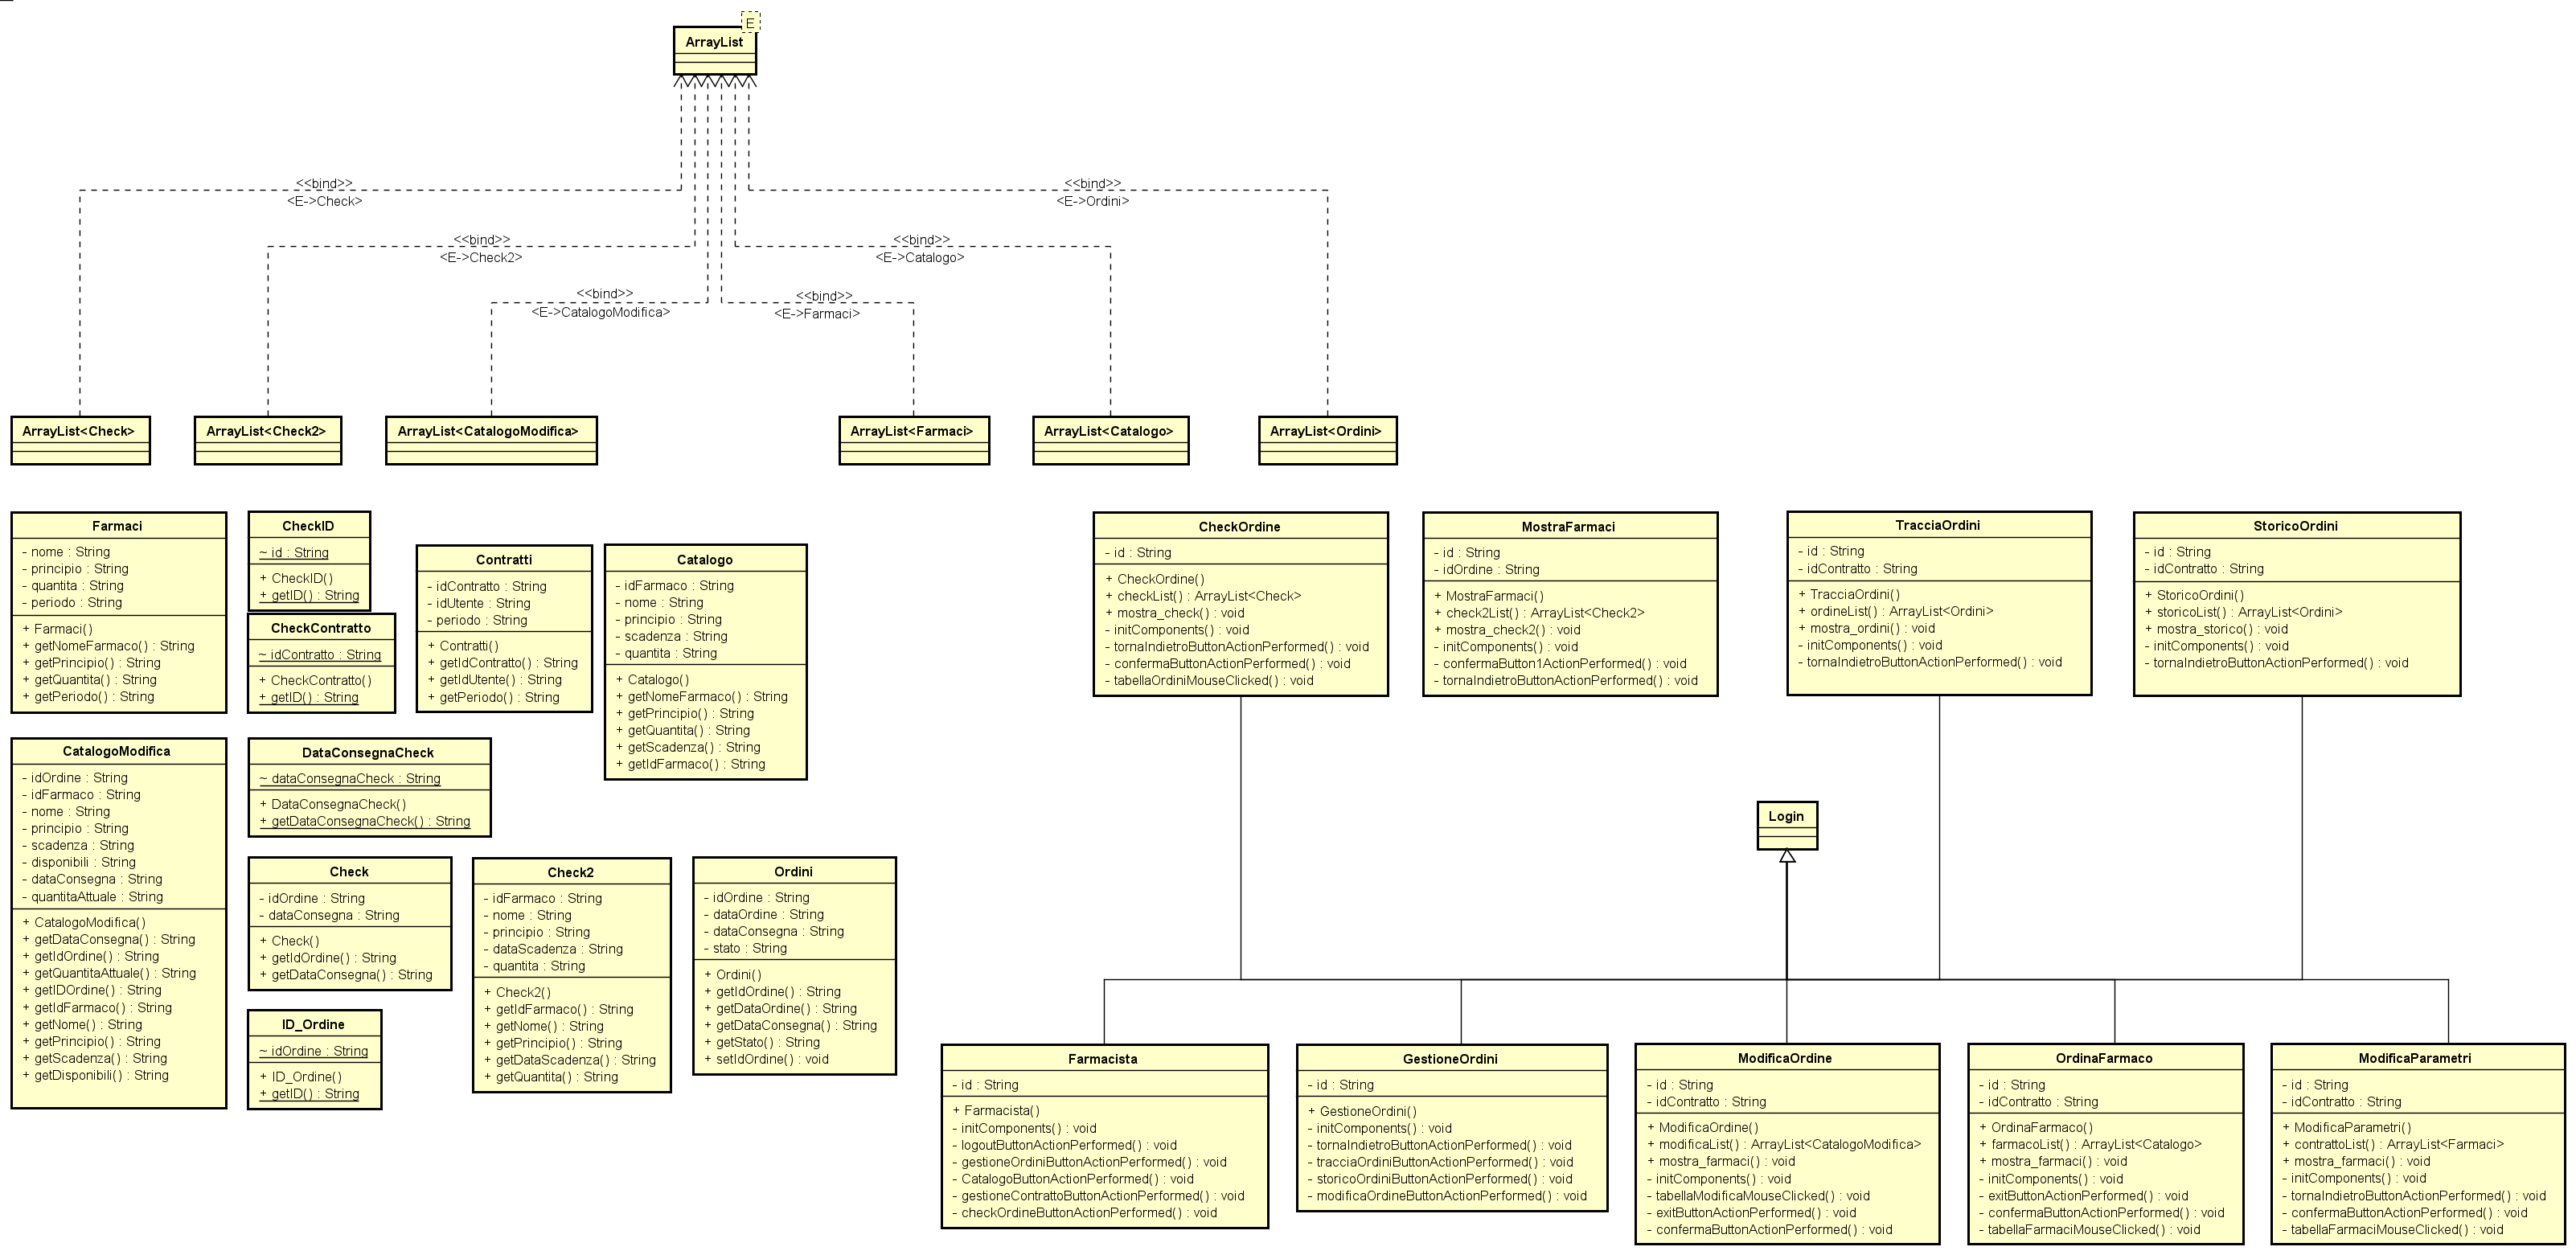 E
ArrayList
<<bind>>
<E->Check>
<<bind>>
<E->Ordini>
<<bind>>
<E->Check2>
<<bind>>
<E->Catalogo>
<<bind>>
<E->CatalogoModifica>
<<bind>>
<E->Farmaci>
ArrayList<Check>
ArrayList<Check2>
ArrayList<CatalogoModifica>
ArrayList<Farmaci>
ArrayList<Catalogo>
ArrayList<Ordini>
Farmaci
- nome : String
- principio : String
- quantita : String
- periodo : String
+ Farmaci()
+ getNomeFarmaco() : String
+ getPrincipio() : String
+ getQuantita() : String
+ getPeriodo() : String
CheckID
~ id : String
+ CheckID()
+ getID() : String
CheckContratto
~ idContratto : String
+ CheckContratto()
+ getID() : String
Contratti
- idContratto : String
- idUtente : String
- periodo : String
+ Contratti()
+ getIdContratto() : String
+ getIdUtente() : String
+ getPeriodo() : String
Catalogo
- idFarmaco : String
- nome : String
- principio : String
- scadenza : String
- quantita : String
+ Catalogo()
+ getNomeFarmaco() : String
+ getPrincipio() : String
+ getQuantita() : String
+ getScadenza() : String
+ getIdFarmaco() : String
CheckOrdine
- id : String
+ CheckOrdine()
+ checkList() : ArrayList<Check>
+ mostra_check() : void
- initComponents() : void
- tornaIndietroButtonActionPerformed() : void
- confermaButtonActionPerformed() : void
- tabellaOrdiniMouseClicked() : void
MostraFarmaci
- id : String
- idOrdine : String
+ MostraFarmaci()
+ check2List() : ArrayList<Check2>
+ mostra_check2() : void
- initComponents() : void
- confermaButton1ActionPerformed() : void
- tornaIndietroButtonActionPerformed() : void
TracciaOrdini
- id : String
- idContratto : String
+ TracciaOrdini()
+ ordineList() : ArrayList<Ordini>
+ mostra_ordini() : void
- initComponents() : void
- tornaIndietroButtonActionPerformed() : void
StoricoOrdini
- id : String
- idContratto : String
+ StoricoOrdini()
+ storicoList() : ArrayList<Ordini>
+ mostra_storico() : void
- initComponents() : void
- tornaIndietroButtonActionPerformed() : void
CatalogoModifica
- idOrdine : String
- idFarmaco : String
- nome : String
- principio : String
- scadenza : String
- disponibili : String
- dataConsegna : String
- quantitaAttuale : String
+ CatalogoModifica()
+ getDataConsegna() : String
+ getIdOrdine() : String
+ getQuantitaAttuale() : String
+ getIDOrdine() : String
+ getIdFarmaco() : String
+ getNome() : String
+ getPrincipio() : String
+ getScadenza() : String
+ getDisponibili() : String
DataConsegnaCheck
~ dataConsegnaCheck : String
+ DataConsegnaCheck()
+ getDataConsegnaCheck() : String
Check
- idOrdine : String
- dataConsegna : String
+ Check()
+ getIdOrdine() : String
+ getDataConsegna() : String
ID_Ordine
~ idOrdine : String
+ ID_Ordine()
+ getID() : String
Check2
- idFarmaco : String
- nome : String
- principio : String
- dataScadenza : String
- quantita : String
+ Check2()
+ getIdFarmaco() : String
+ getNome() : String
+ getPrincipio() : String
+ getDataScadenza() : String
+ getQuantita() : String
Ordini
- idOrdine : String
- dataOrdine : String
- dataConsegna : String
- stato : String
+ Ordini()
+ getIdOrdine() : String
+ getDataOrdine() : String
+ getDataConsegna() : String
+ getStato() : String
+ setIdOrdine() : void
Login
Farmacista
- id : String
+ Farmacista()
- initComponents() : void
- logoutButtonActionPerformed() : void
- gestioneOrdiniButtonActionPerformed() : void
- CatalogoButtonActionPerformed() : void
- gestioneContrattoButtonActionPerformed() : void
- checkOrdineButtonActionPerformed() : void
GestioneOrdini
- id : String
+ GestioneOrdini()
- initComponents() : void
- tornaIndietroButtonActionPerformed() : void
- tracciaOrdiniButtonActionPerformed() : void
- storicoOrdiniButtonActionPerformed() : void
- modificaOrdineButtonActionPerformed() : void
ModificaOrdine
- id : String
- idContratto : String
+ ModificaOrdine()
+ modificaList() : ArrayList<CatalogoModifica>
+ mostra_farmaci() : void
- initComponents() : void
- tabellaModificaMouseClicked() : void
- exitButtonActionPerformed() : void
- confermaButtonActionPerformed() : void
OrdinaFarmaco
- id : String
- idContratto : String
+ OrdinaFarmaco()
+ farmacoList() : ArrayList<Catalogo>
+ mostra_farmaci() : void
- initComponents() : void
- exitButtonActionPerformed() : void
- confermaButtonActionPerformed() : void
- tabellaFarmaciMouseClicked() : void
ModificaParametri
- id : String
- idContratto : String
+ ModificaParametri()
+ contrattoList() : ArrayList<Farmaci>
+ mostra_farmaci() : void
- initComponents() : void
- tornaIndietroButtonActionPerformed() : void
- confermaButtonActionPerformed() : void
- tabellaFarmaciMouseClicked() : void